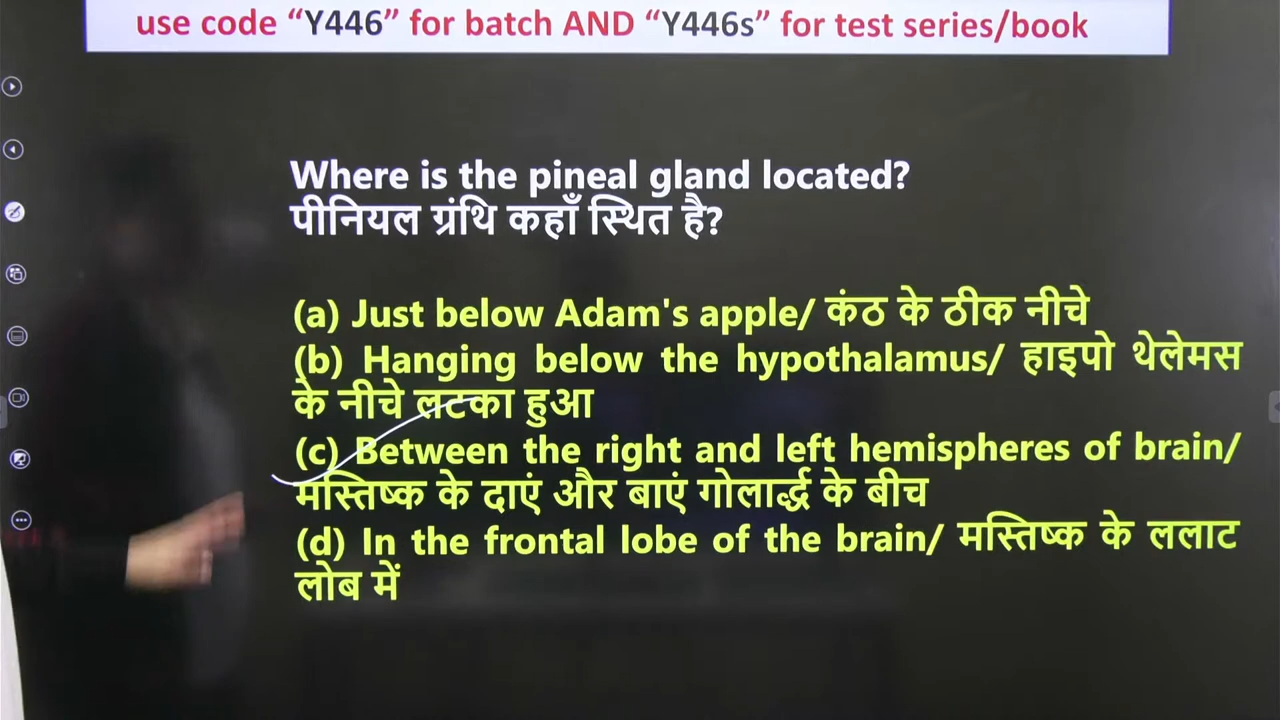 use code “Y446” for batch AND “Y446s” for test series/book
Where is the pineal gland located?
पीनियल ग्रंथि कहाँ स्थित है?
(a) Just below Adam's apple/ कंठ के ठीक नीचे
(b) Hanging below the hypothalamus/ हाइपो थेलेमस
के नीचे लटका हुआ
(c) Between the right and left hemispheres of brain/
मस्तिष्क के दाएं और बाएं गोलार्द्ध के बीच
(d) In the frontal lobe of the brain/ मस्तिष्क के ललाट
लोब में